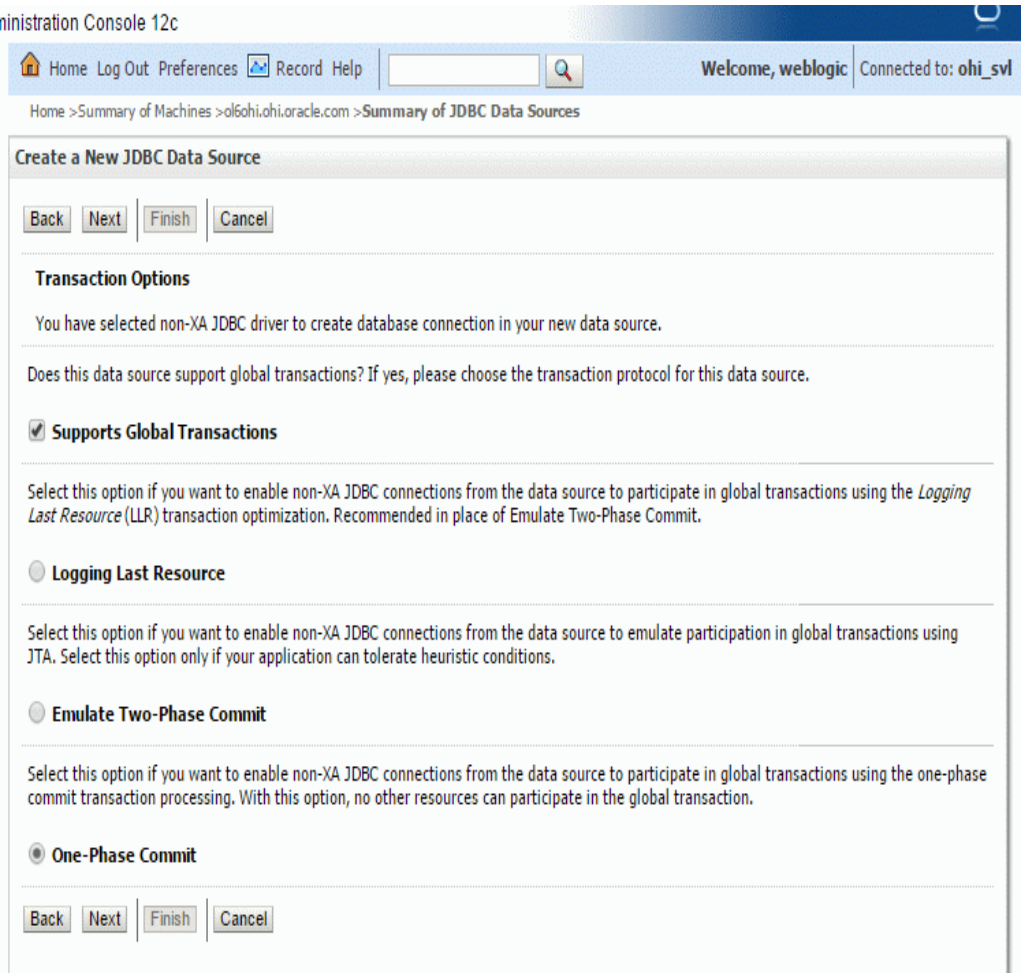 ministration Console 12c
Home Log Out Preferences Record Help
Welcome, weblogic Connected to: ohi_svl
Home >Summary of Machines >ol6ohi.ohi.oracle.com >Summary of JDBC Data Sources
Create a New JDBC Data Source
Back Next Finish Cancel
Transaction Options
You have selected non-XA JDBC driver to create database connection in your new data source.
Does this data source support global transactions? If yes, please choose the transaction protocol for this data source.
Supports Global Transactions
Select this option if you want to enable non-XA JDBC connections from the data source to participate in global transactions using the Logging
Last Resource (LLR) transaction optimization. Recommended in place of Emulate Two-Phase Commit.
Logging Last Resource
Select this option if you want to enable non-XA JDBC connections from the data source to emulate participation in global transactions using
JTA. Select this option only if your application can tolerate heuristic conditions.
Emulate Two-Phase Commit
Select this option if you want to enable non-XA JDBC connections from the data source to participate in global transactions using the one-phase
commit transaction processing. With this option, no other resources can participate in the global transaction.
One-Phase Commit
Back Next Finish Cancel